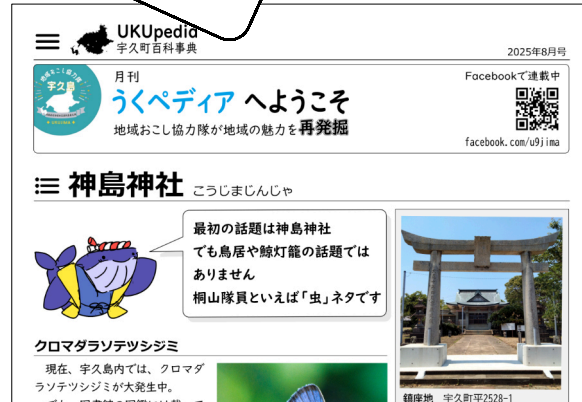 UKUpedia
宇久町百科事典
2025年8月号
地域おこし協力隊
宇久島
月刊
うくペディア へようこそ
地域おこし協力隊が地域の魅力を再発掘
Facebookで連載中
facebook.com/u9jima
神島神社 こうじまじんじゃ
最初の話題は神島神社
でも鳥居や鯨灯籠の話題では
ありません
桐山隊員といえば「虫」ネタです
クロマダラソテツシジミ
現在、宇久島内では、クロマダ
ラソテツシジミが大発生中。
鎮座地 宇久町平2528-1